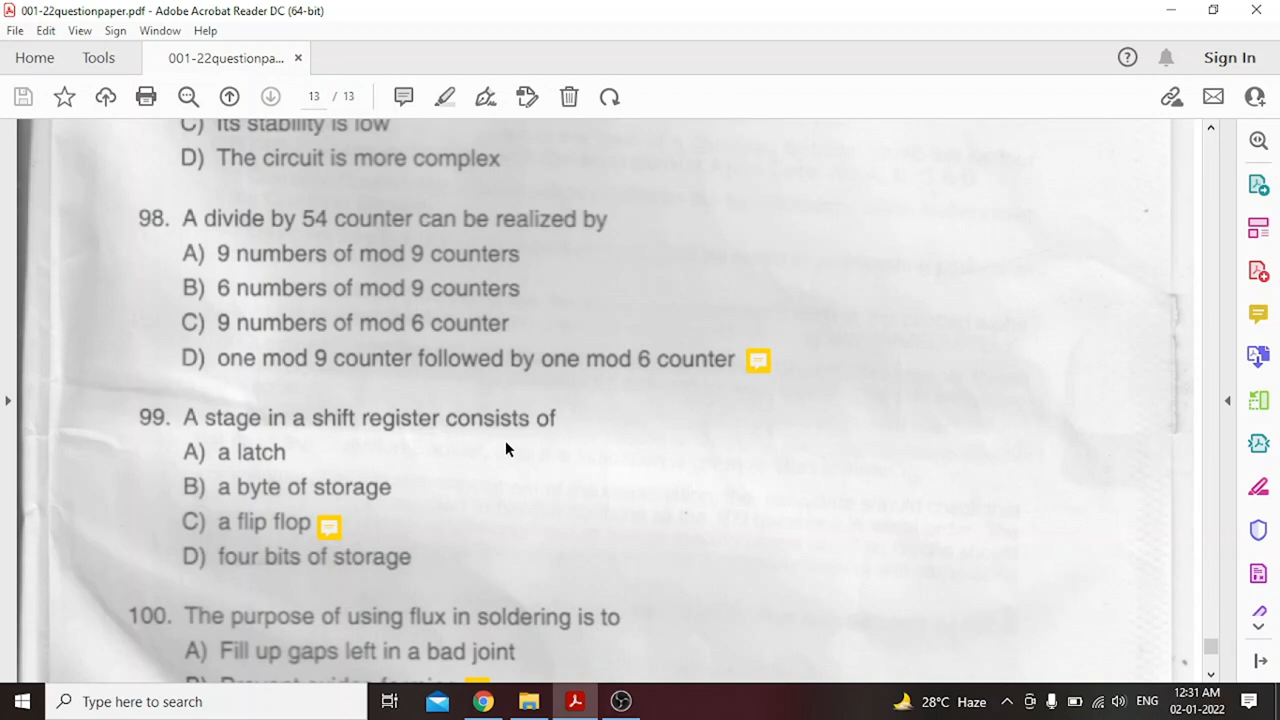 001-22questionpaper.pdf - Adobe Acrobat Reader DC (64-bit)
File Edit View Sign Window Help
Home Tools 001-22questionpa... × Sign In
13 / 13
C) Its stability is low
D) The circuit is more complex
98. A divide by 54 counter can be realized by
A) 9 numbers of mod 9 counters
B) 6 numbers of mod 9 counters
C) 9 numbers of mod 6 counter
D) one mod 9 counter followed by one mod 6 counter
99. A stage in a shift register consists of
A) a latch
B) a byte of storage
C) a flip flop
D) four bits of storage
100. The purpose of using flux in soldering is to
A) Fill up gaps left in a bad joint
Type here to search
28°C Haze
ENG
12:31 AM
02-01-2022